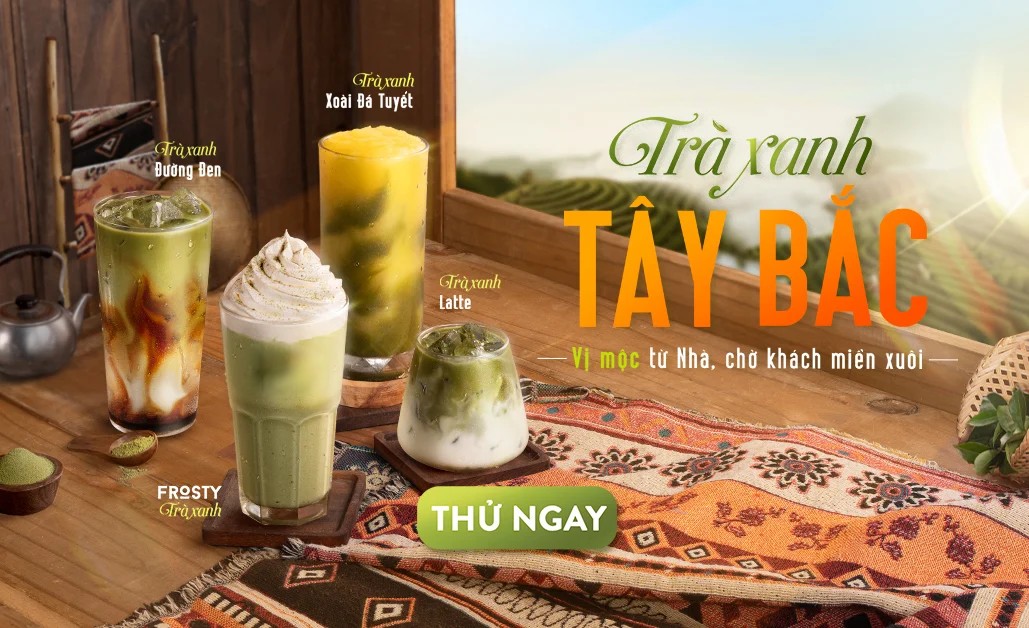 Trà xanh
Xoài Đá Tuyết
Trà xanh
Đường Đen
Trà xanh
Latte
FROSTY
Trà xanh
Trà xanh
TÂY BẮC
Vị mộc từ Nhà, chờ khách miền xuôi
THỬ NGAY